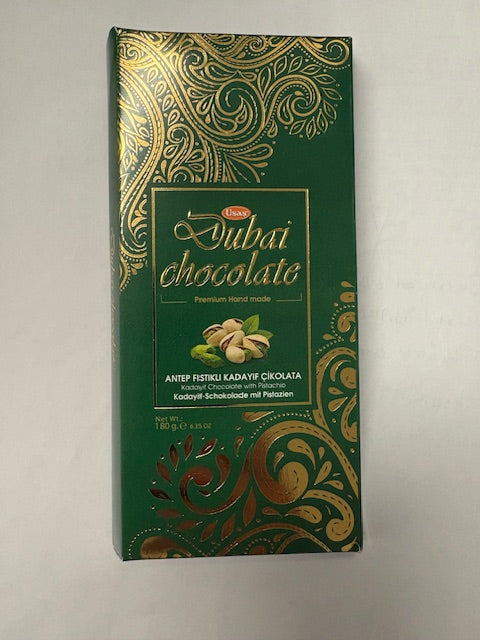 Usaş
Dubai
chocolate
Premium Hand made
ANTEP FISTIKLI KADAYIF ÇİKOLATA
Kadayif Chocolate with Pistachio
Kadayif-Schokolade mit Pistazien
Net Wt.:
180 g. ℮ 6.35 OZ